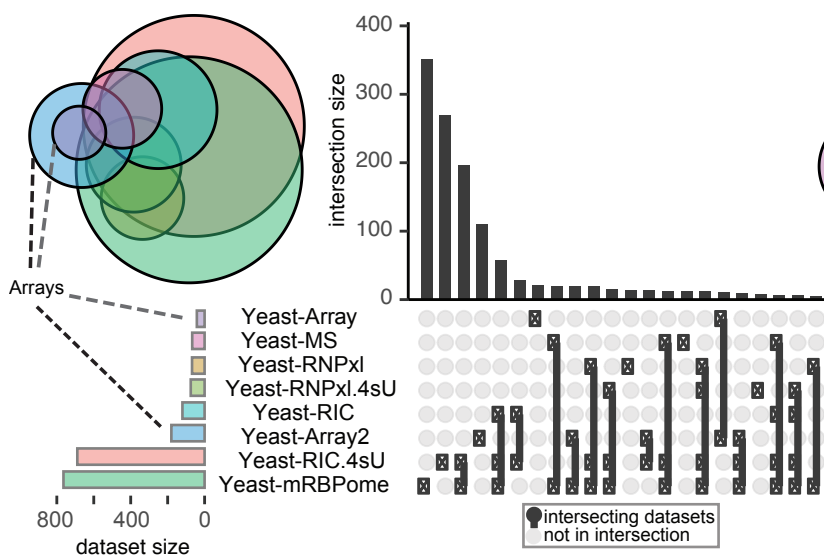 400
300
200
100
0
intersection size
Arrays
Yeast-Array
Yeast-MS
Yeast-RNPxl
Yeast-RNPxl.4sU
Yeast-RIC
Yeast-Array2
Yeast-RIC.4sU
Yeast-mRBPome
800 400 0
dataset size
intersecting datasets
not in intersection